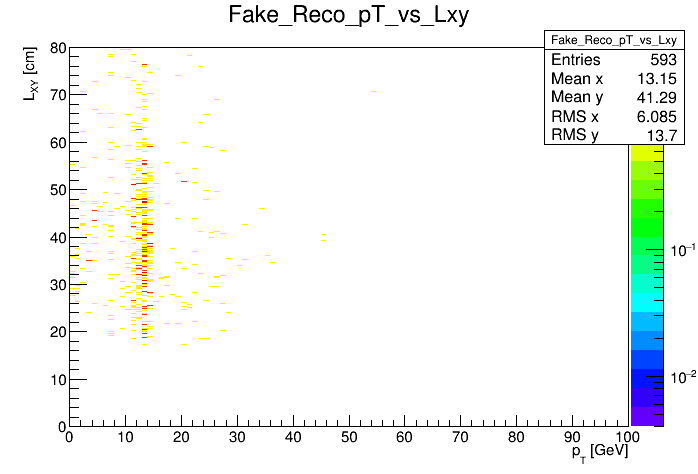 Fake_Reco_pT_vs_Lxy
Fake_Reco_pT_vs_Lxy
Entries 593
Mean x 13.15
Mean y 41.29
RMS x 6.085
RMS y 13.7
L_XY [cm]
80
70
60
50
40
30
20
10
0
10⁻¹
10⁻²
0 10 20 30 40 50 60 70 80 90 100
p_T [GeV]